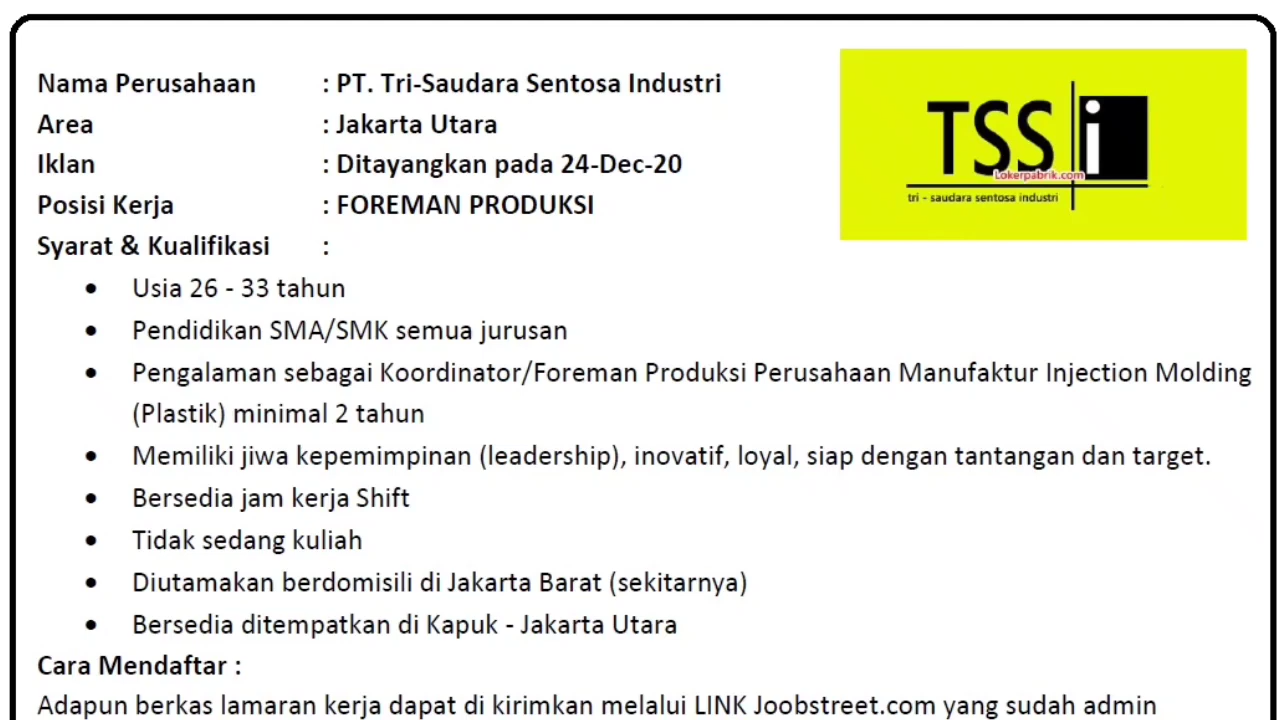 Nama Perusahaan : PT. Tri-Saudara Sentosa Industri
Area : Jakarta Utara
Iklan : Ditayangkan pada 24-Dec-20
Posisi Kerja : FOREMAN PRODUKSI
Syarat & Kualifikasi :
TSS i
Lokerpabrik.com
tri - saudara sentosa industri
• Usia 26 - 33 tahun
• Pendidikan SMA/SMK semua jurusan
• Pengalaman sebagai Koordinator/Foreman Produksi Perusahaan Manufaktur Injection Molding
(Plastik) minimal 2 tahun
• Memiliki jiwa kepemimpinan (leadership), inovatif, loyal, siap dengan tantangan dan target.
• Bersedia jam kerja Shift
• Tidak sedang kuliah
• Diutamakan berdomisili di Jakarta Barat (sekitarnya)
• Bersedia ditempatkan di Kapuk - Jakarta Utara
Cara Mendaftar :
Adapun berkas lamaran kerja dapat di kirimkan melalui LINK Joobstreet.com yang sudah admin